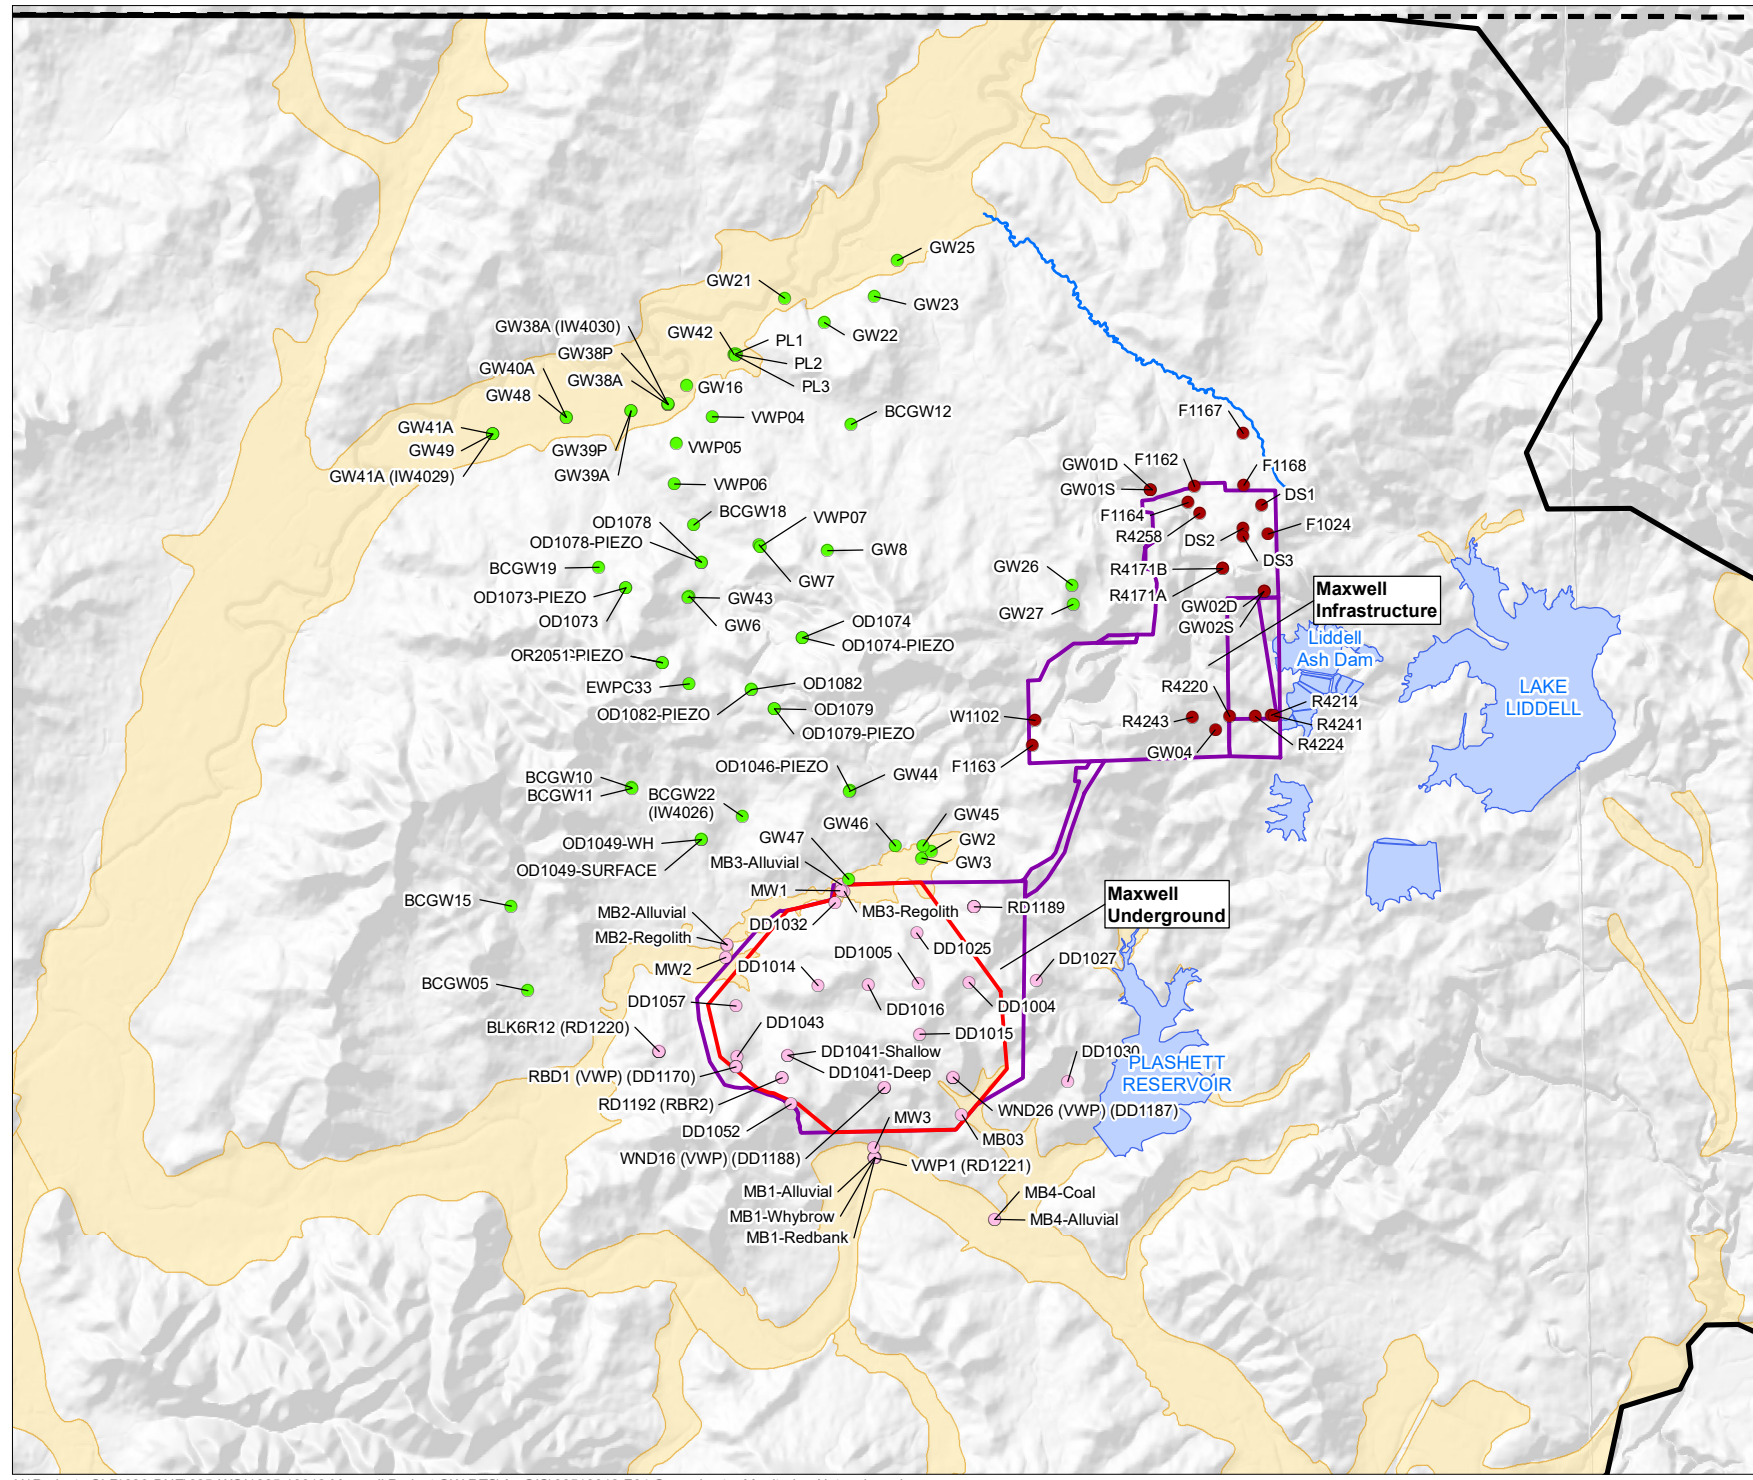 GW25
GW21
GW23
GW38A (IW4030)
GW42
PL1
GW22
GW38P
PL2
GW40A
GW38A
PL3
GW16
GW48
BCGW12
VWP04
F1167
GW41A
GW49
GW39P
VWP05
GW41A (IW4029)
GW39A
F1162
GW01D
F1168
VWP06
GW01S
DS1
BCGW18
F1164
VWP07
OD1078
F1024
R4258
DS2
OD1078-PIEZO
GW8
DS3
BCGW19
GW26
R4171B
GW7
OD1073-PIEZO
R4171A
Maxwell
Infrastructure
GW43
GW02D
GW27
OD1073
GW6
OD1074
GW02S
Liddell
Ash Dam
OD1074-PIEZO
OR2051-PIEZO
EWPC33
OD1082
R4220
LAKE
LIDDELL
R4214
OD1082-PIEZO
OD1079
W1102
R4243
R4241
OD1079-PIEZO
R4224
GW04
OD1046-PIEZO
F1163
GW44
BCGW10
BCGW11
BCGW22
(IW4026)
GW45
GW46
GW47
GW2
OD1049-WH
GW3
MB3-Alluvial
OD1049-SURFACE
MW1
Maxwell
Underground
BCGW15
MB2-Alluvial
MB3-Regolith
RD1189
DD1032
MB2-Regolith
DD1025
DD1005
DD1027
MW2
DD1014
BCGW05
DD1057
DD1016
DD1004
BLK6R12 (RD1220)
DD1043
DD1015
DD1041-Shallow
DD1030
PLASHETT
RESERVOIR
DD1041-Deep
RBD1 (VWP) (DD1170)
RD1192 (RBR2)
WND26 (VWP) (DD1187)
MW3
DD1052
MB03
WND16 (VWP) (DD1188)
VWP1 (RD1221)
MB1-Alluvial
MB4-Coal
MB1-Whybrow
MB4-Alluvial
MB1-Redbank